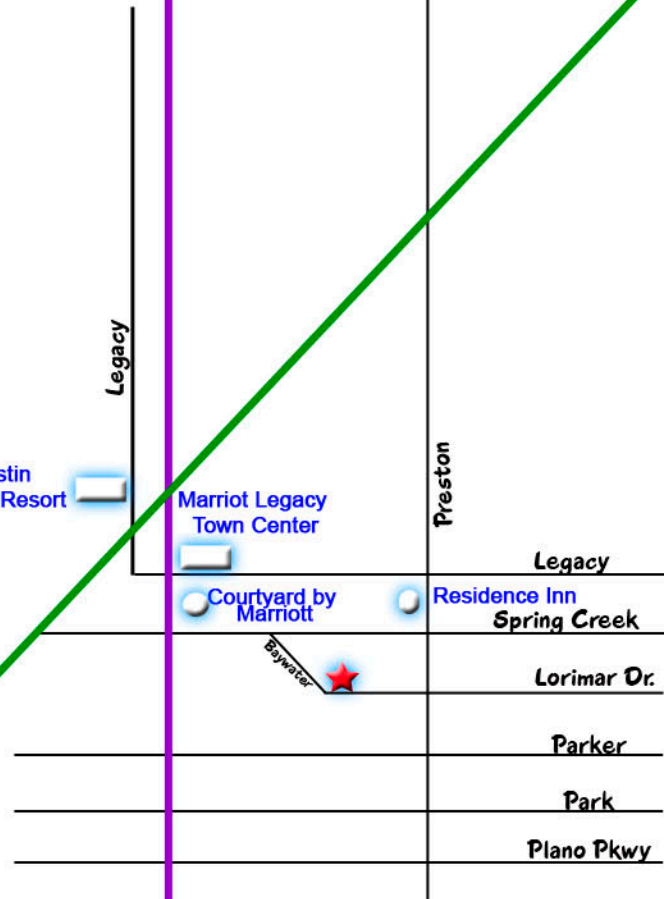 Legacy
Preston
stin
Resort
Marriot Legacy
Town Center
Legacy
Courtyard by
Marriott
Residence Inn
Spring Creek
Baywater
Lorimar Dr.
Parker
Park
Plano Pkwy